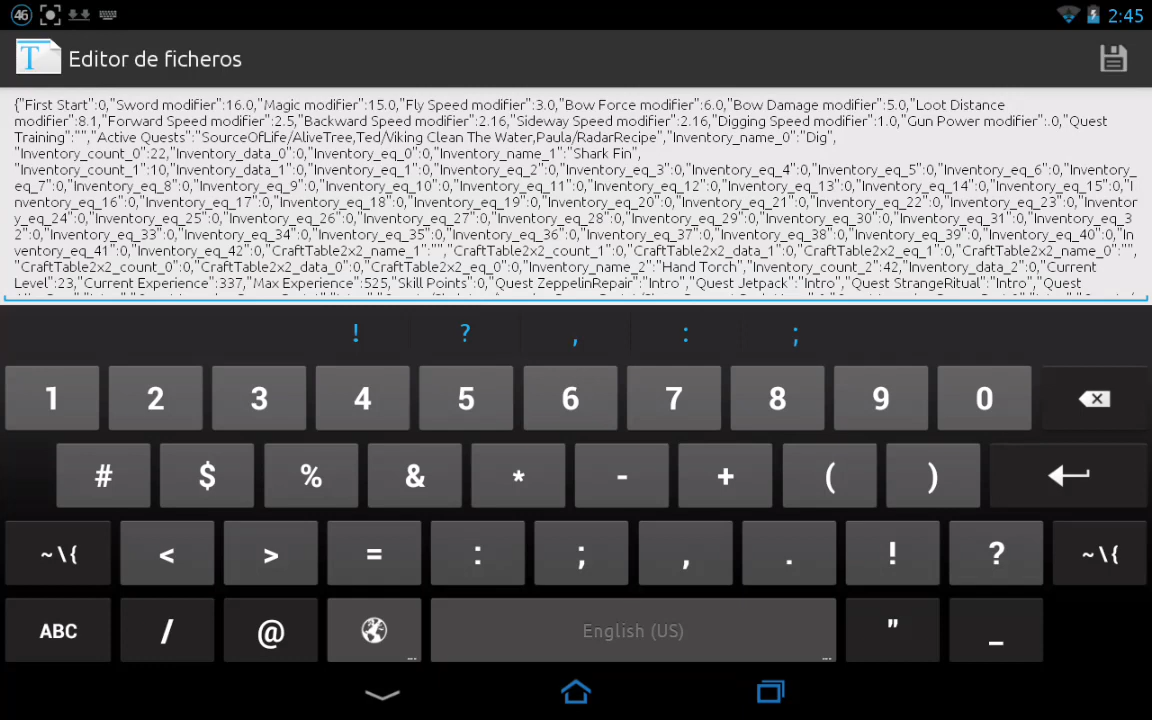 46
2:45
T Editor de ficheros
{"First Start":0,"Sword modifier":16.0,"Magic modifier":15.0,"Fly Speed modifier":3.0,"Bow Force modifier":6.0,"Bow Damage modifier":5.0,"Loot Distance
modifier":8.1,"Forward Speed modifier":2.5,"Backward Speed modifier":2.16,"Sideway Speed modifier":2.16,"Digging Speed modifier":1.0,"Gun Power modifier":.0,"Quest
Training":"","Active Quests":"SourceOfLife/AliveTree,Ted/Viking Clean The Water,Paula/RadarRecipe","Inventory_name_0":"Dig",
"Inventory_count_0":22,"Inventory_data_0":0,"Inventory_eq_0":0,"Inventory_name_1":"Shark Fin",
"Inventory_count_1":10,"Inventory_data_1":0,"Inventory_eq_1":0,"Inventory_eq_2":0,"Inventory_eq_3":0,"Inventory_eq_4":0,"Inventory_eq_5":0,"Inventory_eq_6":0,"Inventory_
eq_7":0,"Inventory_eq_8":0,"Inventory_eq_9":0,"Inventory_eq_10":0,"Inventory_eq_11":0,"Inventory_eq_12":0,"Inventory_eq_13":0,"Inventory_eq_14":0,"Inventory_eq_15":0,"I
nventory_eq_16":0,"Inventory_eq_17":0,"Inventory_eq_18":0,"Inventory_eq_19":0,"Inventory_eq_20":0,"Inventory_eq_21":0,"Inventory_eq_22":0,"Inventory_eq_23":0,"Inventor
y_eq_24":0,"Inventory_eq_25":0,"Inventory_eq_26":0,"Inventory_eq_27":0,"Inventory_eq_28":0,"Inventory_eq_29":0,"Inventory_eq_30":0,"Inventory_eq_31":0,"Inventory_eq_3
2":0,"Inventory_eq_33":0,"Inventory_eq_34":0,"Inventory_eq_35":0,"Inventory_eq_36":0,"Inventory_eq_37":0,"Inventory_eq_38":0,"Inventory_eq_39":0,"Inventory_eq_40":0,"In
ventory_eq_41":0,"Inventory_eq_42":0,"CraftTable2x2_name_1":"","CraftTable2x2_count_1":0,"CraftTable2x2_data_1":0,"CraftTable2x2_eq_1":0,"CraftTable2x2_name_0":"",
"CraftTable2x2_count_0":0,"CraftTable2x2_data_0":0,"CraftTable2x2_eq_0":0,"Inventory_name_2":"Hand Torch","Inventory_count_2":42,"Inventory_data_2":0,"Current
Level":23,"Current Experience":337,"Max Experience":525,"Skill Points":0,"Quest ZeppelinRepair":"Intro","Quest Jetpack":"Intro","Quest StrangeRitual":"Intro","Quest
! ? , : ;
1 2 3 4 5 6 7 8 9 0
# $ % & * - + ( )
~\{ < > = : ; , . ! ? ~\{
ABC / @ ... English (US) ... " _